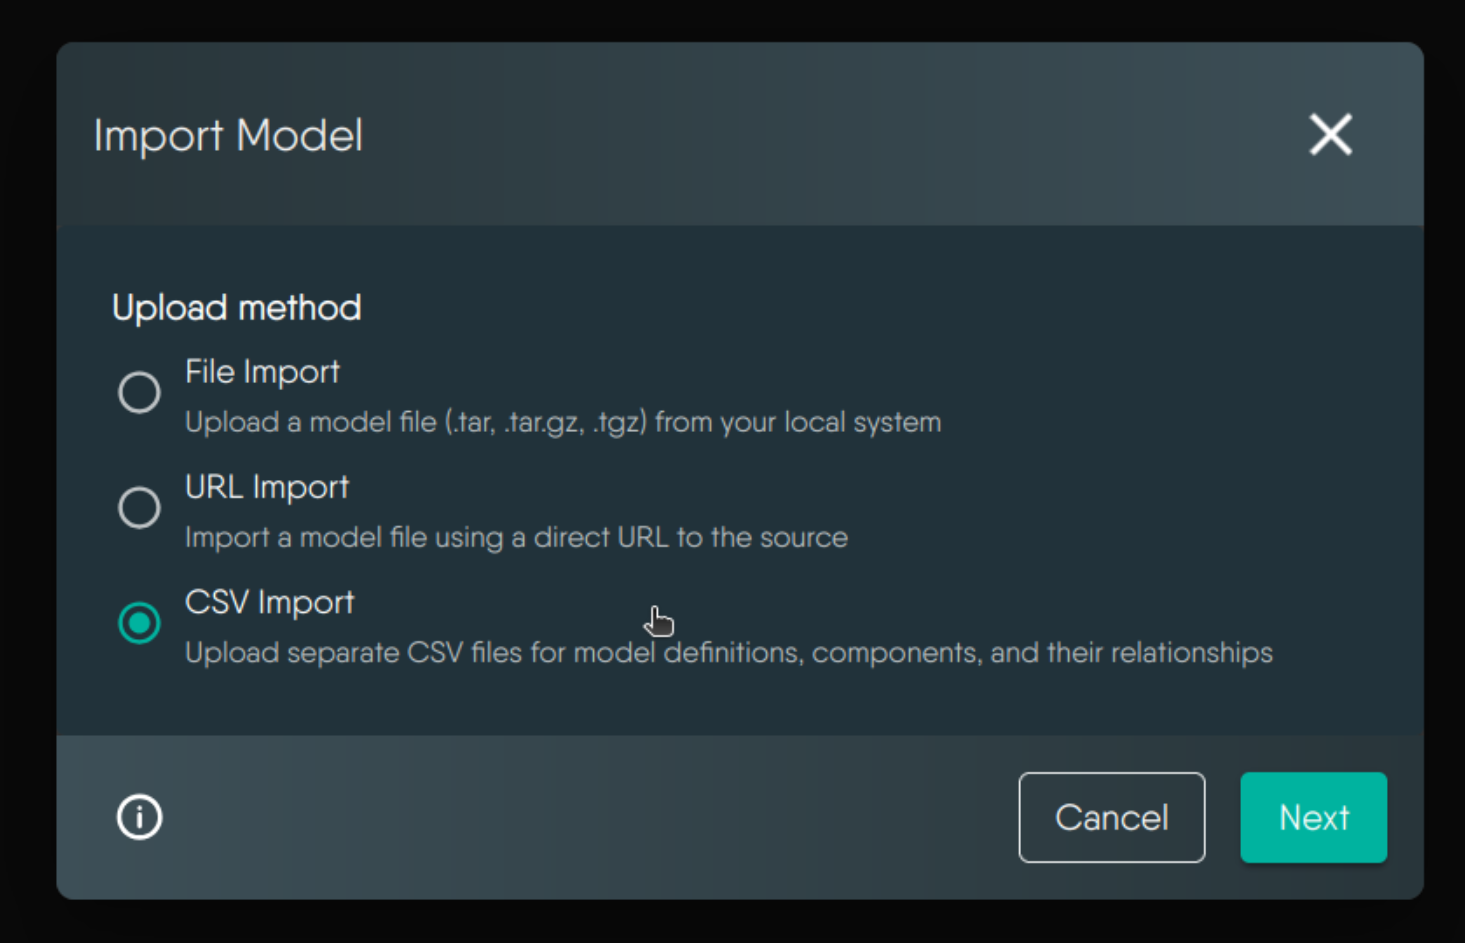 Import Model
Upload method
File Import
Upload a model file (.tar, .tar.gz, .tgz) from your local system
URL Import
Import a model file using a direct URL to the source
CSV Import
Upload separate CSV files for model definitions, components, and their relationships
Cancel
Next